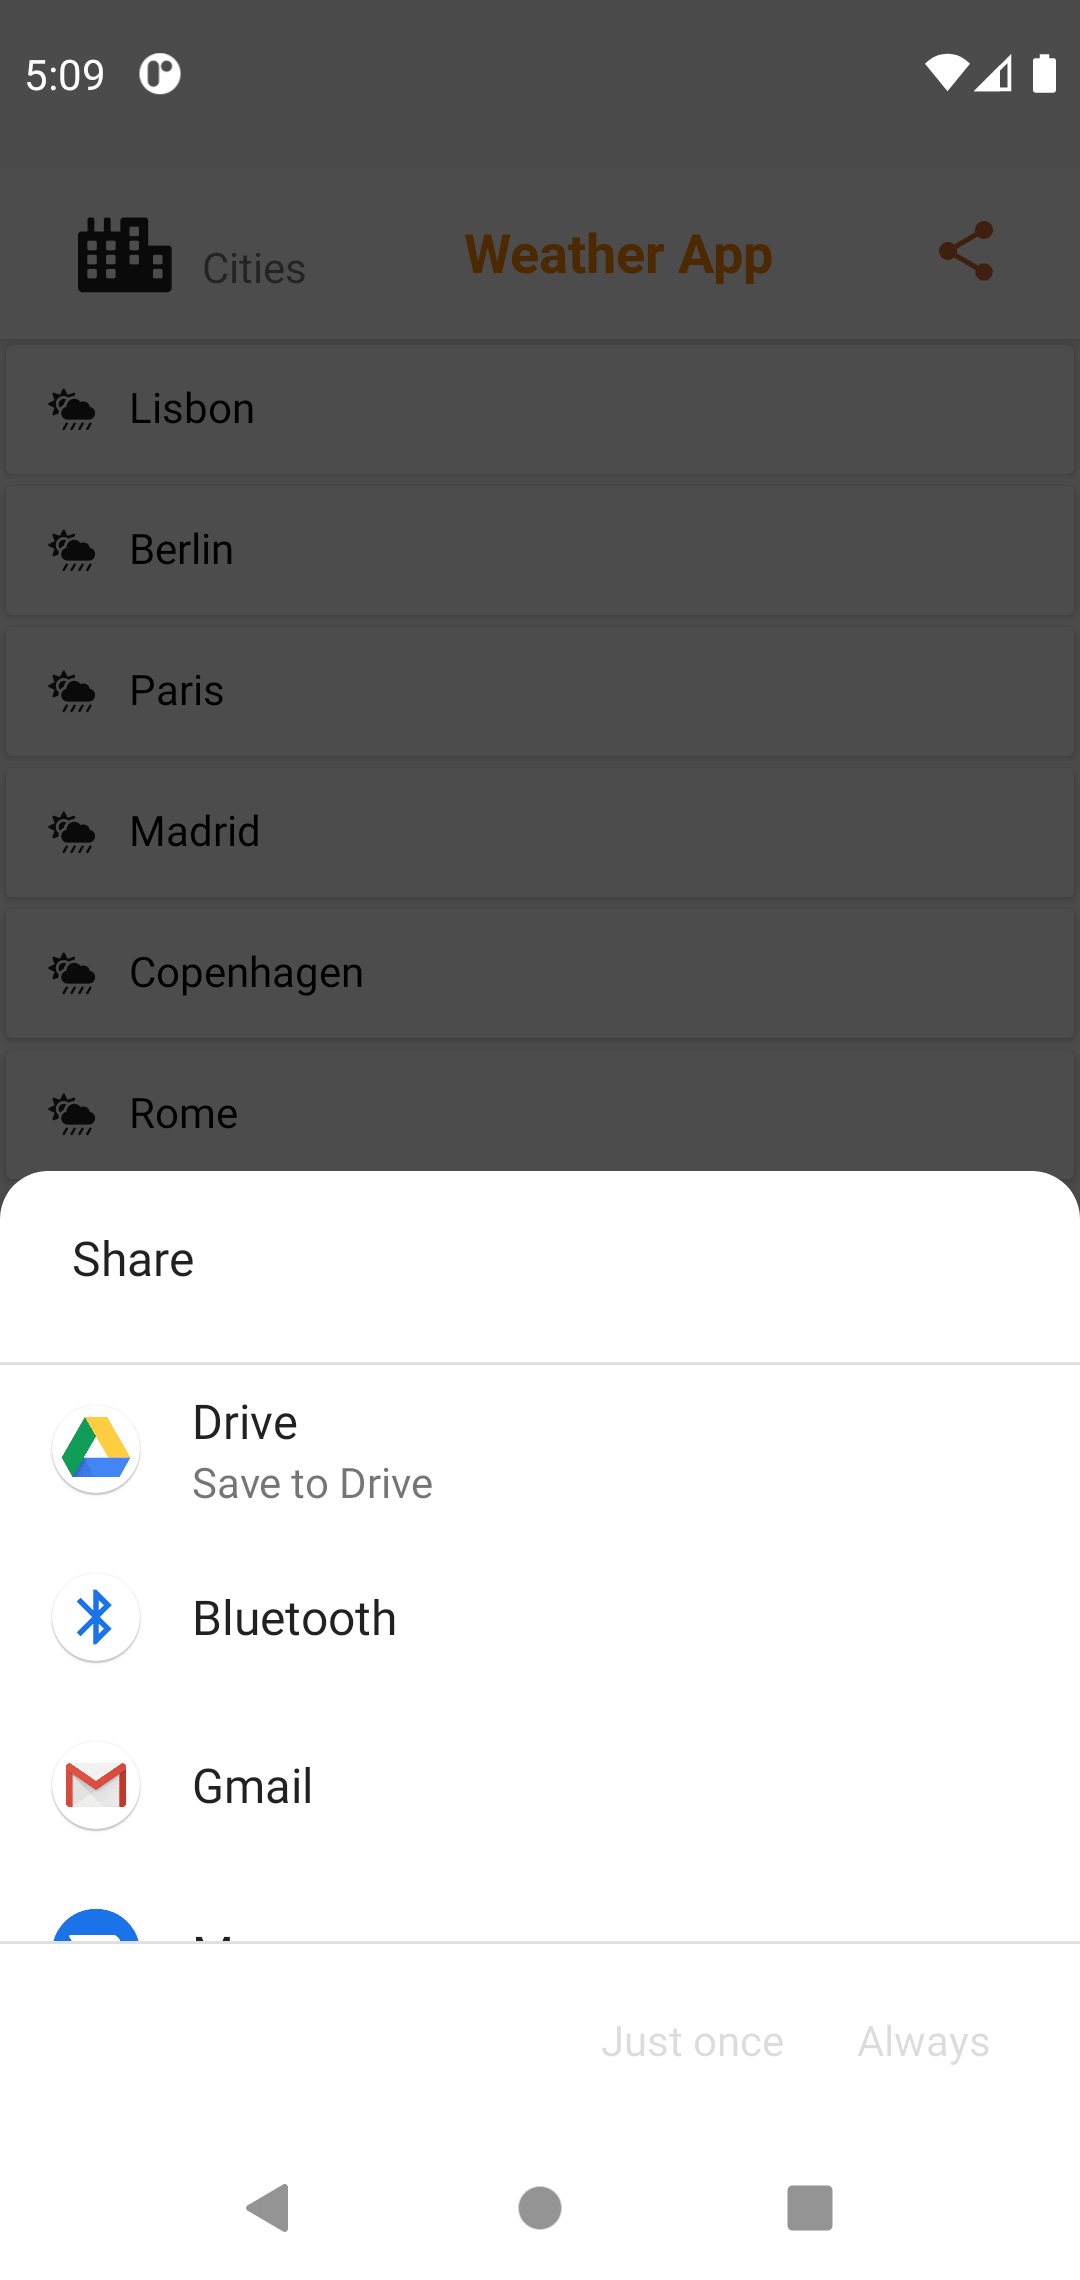 5:09
Cities
Weather App
Lisbon
Berlin
Paris
Madrid
Copenhagen
Rome
Share
Drive
Save to Drive
Bluetooth
Gmail
Just once
Always